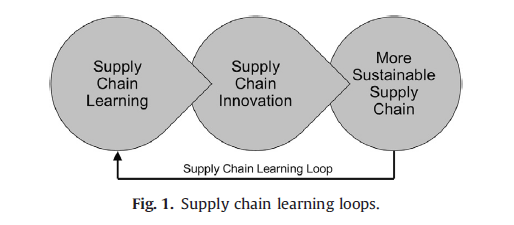 Supply
Chain
Learning
Supply
Chain
Innovation
More
Sustainable
Supply
Chain
Supply Chain Learning Loop
Fig. 1. Supply chain learning loops.